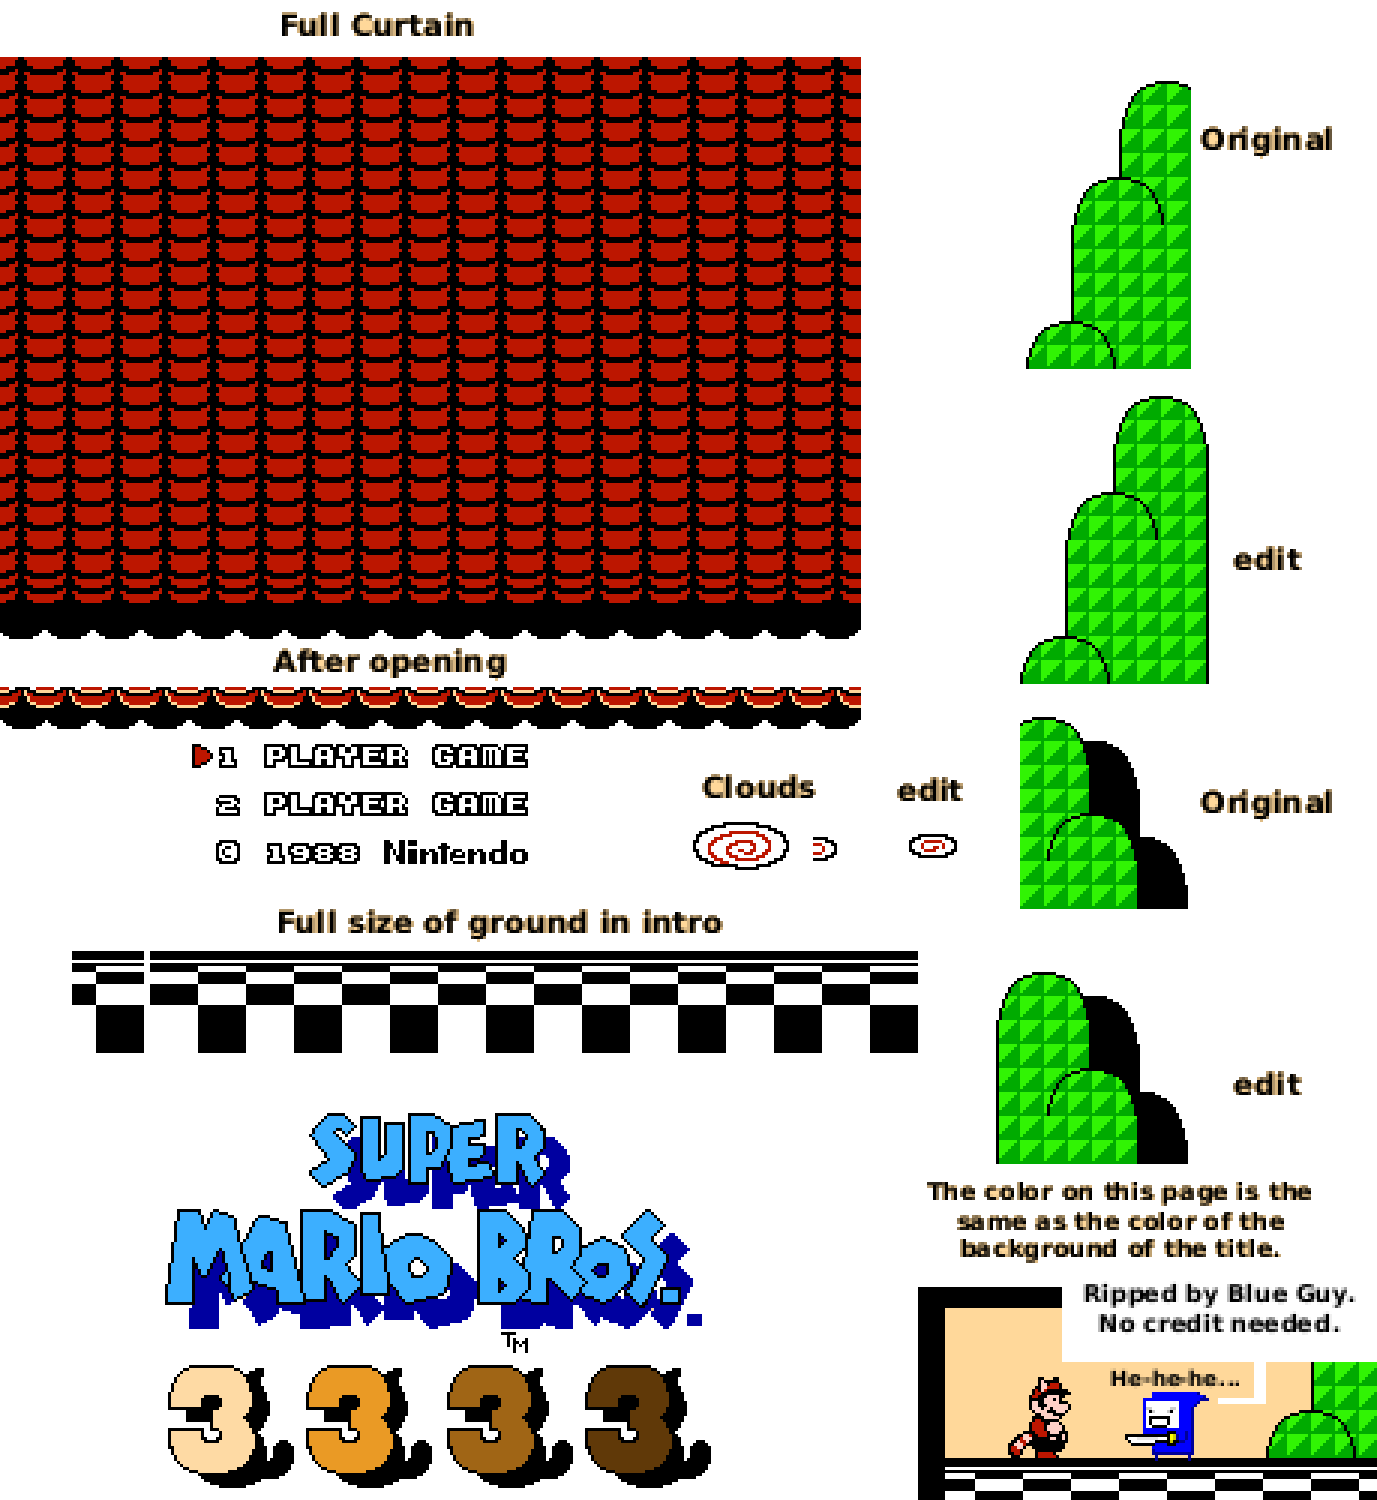 Full Curtain
Original
edit
After opening
1 PLAYER GAME
2 PLAYER GAME
© 1988 Nintendo
Clouds
edit
Original
Full size of ground in intro
edit
SUPER
MARIO BROS.
TM
3 3 3 3
The color on this page is the
same as the color of the
background of the title.
Ripped by Blue Guy.
No credit needed.
He-he-he...